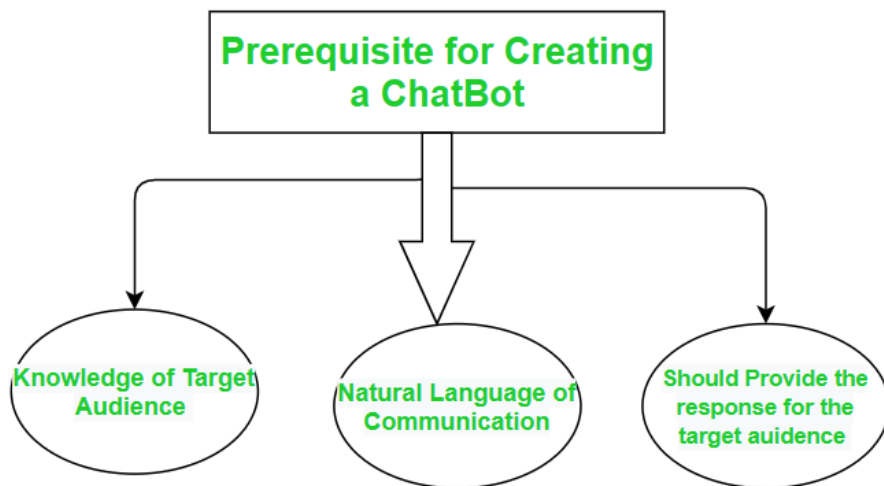 Prerequisite for Creating
a ChatBot
Knowledge of Target
Audience
Natural Language of
Communication
Should Provide the
response for the
target auidence